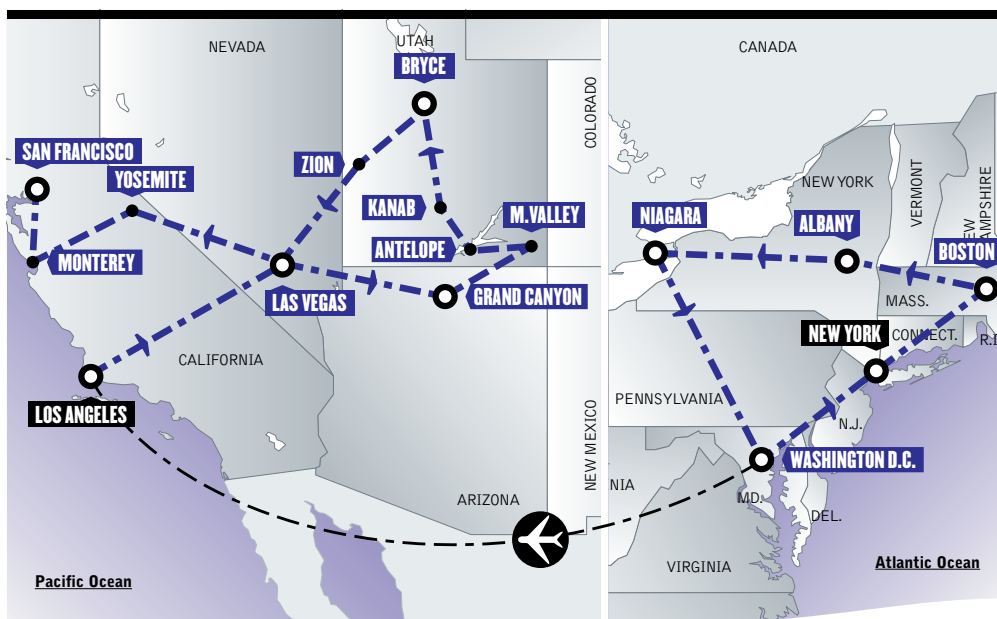 NEVADA
UTAH
BRYCE
COLORADO
SAN FRANCISCO
YOSEMITE
ZION
KANAB
M.VALLEY
ANTELOPE
MONTEREY
LAS VEGAS
GRAND CANYON
CALIFORNIA
LOS ANGELES
NEW MEXICO
ARIZONA
Pacific Ocean
CANADA
NEW YORK
VERMONT
EW
AMPSHIRE
NIAGARA
ALBANY
BOSTON
MASS.
NEW YORK
CONNECT.
R.I
PENNSYLVANIA
N.J.
WASHINGTON D.C.
NIA
MD.
DEL.
VIRGINIA
Atlantic Ocean